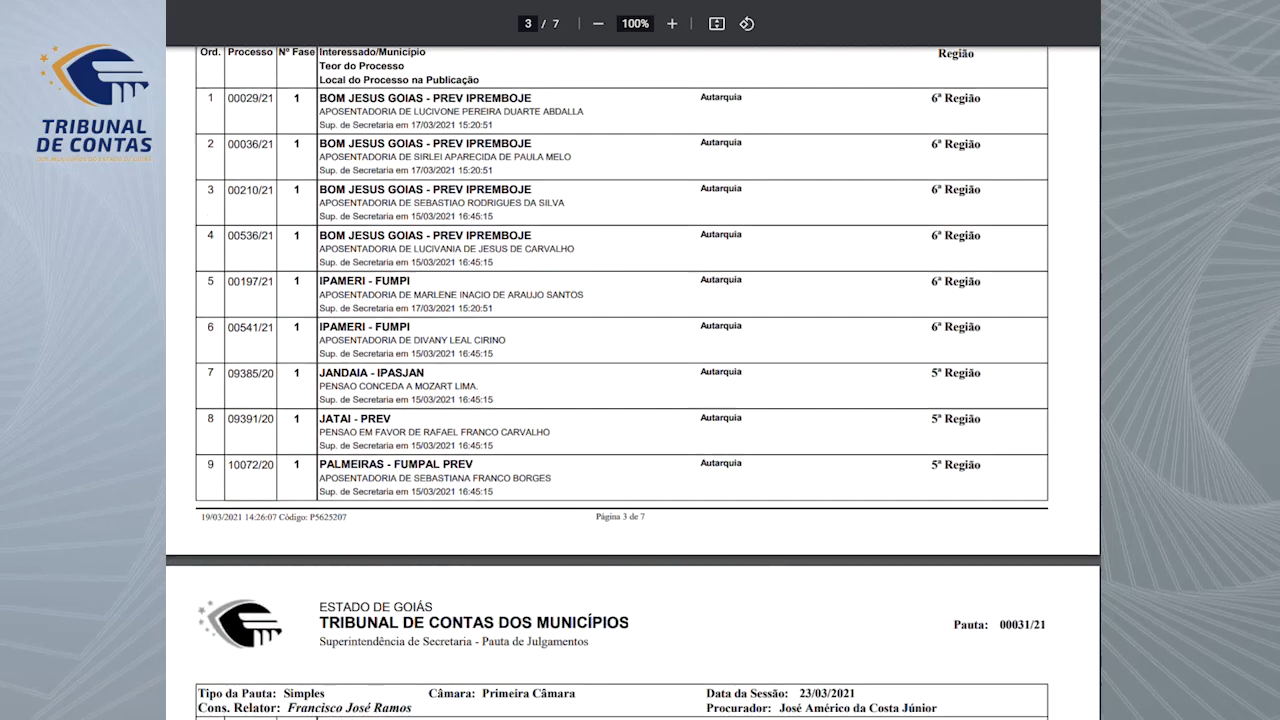 3 / 7 100%
TRIBUNAL
DE CONTAS
DOS MUNICÍPIOS DO ESTADO DE GOIÁS
Ord. Processo Nº Fase Interessado/Município Região
Teor do Processo
Local do Processo na Publicação
1 00029/21 1 BOM JESUS GOIAS - PREV IPREMBOJE Autarquia 6ª Região
APOSENTADORIA DE LUCIVONE PEREIRA DUARTE ABDALLA
Sup. de Secretaria em 17/03/2021 15:20:51
2 00036/21 1 BOM JESUS GOIAS - PREV IPREMBOJE Autarquia 6ª Região
APOSENTADORIA DE SIRLEI APARECIDA DE PAULA MELO
Sup. de Secretaria em 17/03/2021 15:20:51
3 00210/21 1 BOM JESUS GOIAS - PREV IPREMBOJE Autarquia 6ª Região
APOSENTADORIA DE SEBASTIAO RODRIGUES DA SILVA
Sup. de Secretaria em 15/03/2021 16:45:15
4 00536/21 1 BOM JESUS GOIAS - PREV IPREMBOJE Autarquia 6ª Região
APOSENTADORIA DE LUCIVANIA DE JESUS DE CARVALHO
Sup. de Secretaria em 15/03/2021 16:45:15
5 00197/21 1 IPAMERI - FUMPI Autarquia 6ª Região
APOSENTADORIA DE MARLENE INACIO DE ARAUJO SANTOS
Sup. de Secretaria em 17/03/2021 15:20:51
6 00541/21 1 IPAMERI - FUMPI Autarquia 6ª Região
APOSENTADORIA DE DIVANY LEAL CIRINO
Sup. de Secretaria em 15/03/2021 16:45:15
7 09385/20 1 JANDAIA - IPASJAN Autarquia 5ª Região
PENSAO CONCEDA A MOZART LIMA.
Sup. de Secretaria em 15/03/2021 16:45:15
8 09391/20 1 JATAI - PREV Autarquia 5ª Região
PENSAO EM FAVOR DE RAFAEL FRANCO CARVALHO
Sup. de Secretaria em 15/03/2021 16:45:15
9 10072/20 1 PALMEIRAS - FUMPAL PREV Autarquia 5ª Região
APOSENTADORIA DE SEBASTIANA FRANCO BORGES
Sup. de Secretaria em 15/03/2021 16:45:15
19/03/2021 14:26:07 Código: P5625207 Página 3 de 7
ESTADO DE GOIÁS
TRIBUNAL DE CONTAS DOS MUNICÍPIOS Pauta: 00031/21
Superintendência de Secretaria - Pauta de Julgamentos
Tipo da Pauta: Simples Câmara: Primeira Câmara Data da Sessão: 23/03/2021
Cons. Relator: Francisco José Ramos Procurador: José Américo da Costa Júnior